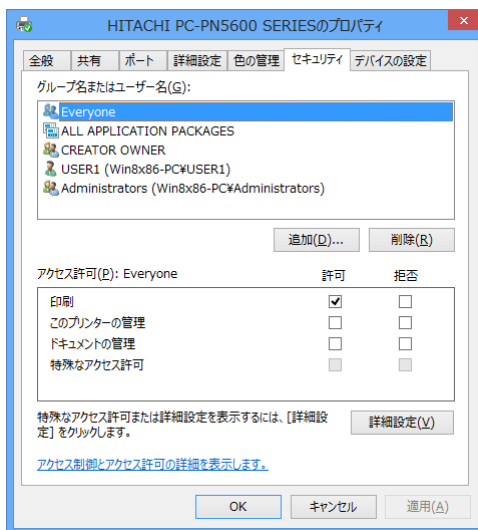 HITACHI PC-PN5600 SERIESのプロパティ
全般 共有 ポート 詳細設定 色の管理 セキュリティ デバイスの設定
グループ名またはユーザー名(G):
Everyone
ALL APPLICATION PACKAGES
CREATOR OWNER
USER1 (Win8x86-PC¥USER1)
Administrators (Win8x86-PC¥Administrators)
追加(D)... 削除(R)
アクセス許可(P): Everyone 許可 拒否
印刷
このプリンターの管理
ドキュメントの管理
特殊なアクセス許可
特殊なアクセス許可または詳細設定を表示するには、[詳細設
定] をクリックします。
詳細設定(V)
アクセス制御とアクセス許可の詳細を表示します。
OK キャンセル 適用(A)